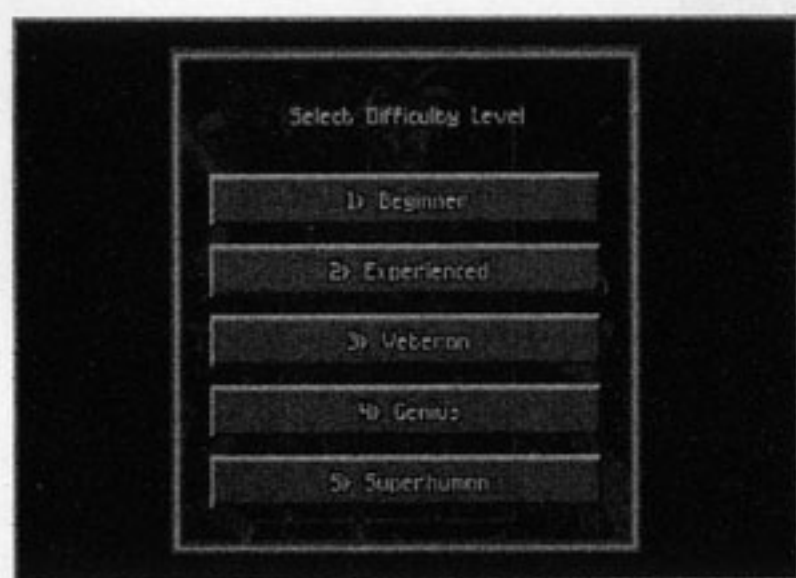 Select Difficulty Level
1> Beginner
2> Experienced
3> Veteran
4> Genius
5> Superhuman